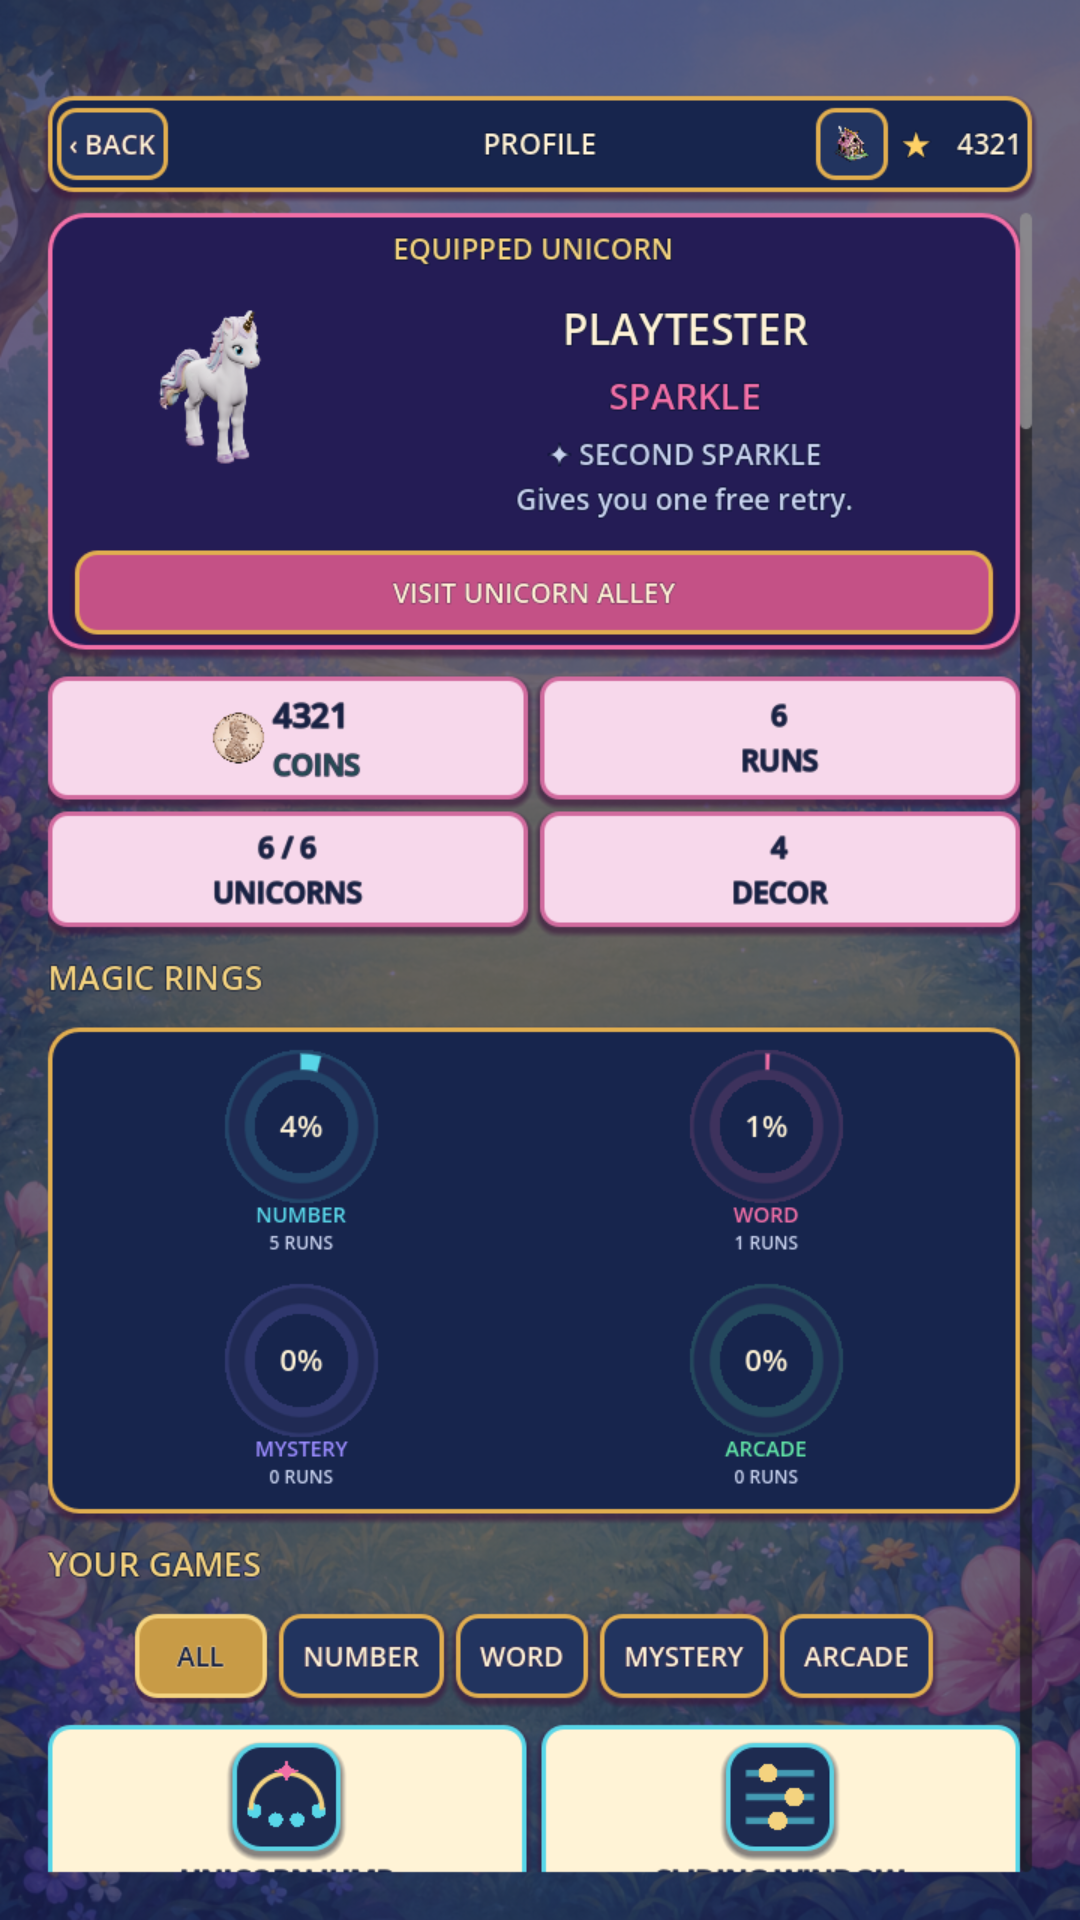 ‹ BACK
PROFILE
★ 4321
EQUIPPED UNICORN
PLAYTESTER
SPARKLE
✦ SECOND SPARKLE
Gives you one free retry.
VISIT UNICORN ALLEY
4321
COINS
6
RUNS
6 / 6
UNICORNS
4
DECOR
MAGIC RINGS
4%
NUMBER
5 RUNS
1%
WORD
1 RUNS
0%
MYSTERY
0 RUNS
0%
ARCADE
0 RUNS
YOUR GAMES
ALL
NUMBER
WORD
MYSTERY
ARCADE